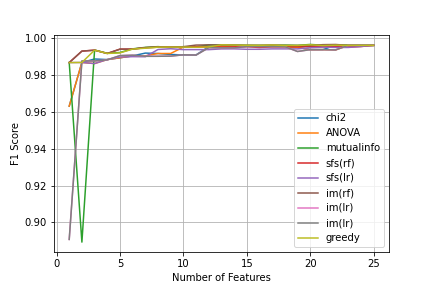 1.00
0.98
0.96
0.94
0.92
0.90
F1 Score
0
5
10
15
20
25
Number of Features
chi2
ANOVA
mutualinfo
sfs(rf)
sfs(lr)
im(rf)
im(lr)
im(lr)
greedy